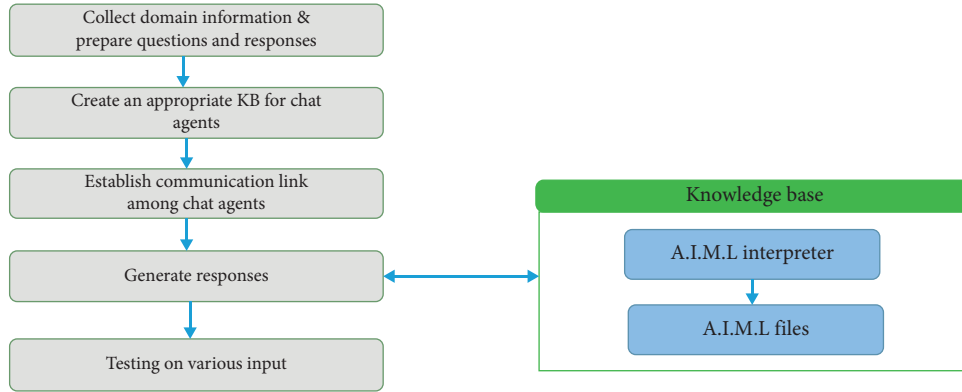 Collect domain information &
prepare questions and responses
Create an appropriate KB for chat
agents
Establish communication link
among chat agents
Generate responses
Testing on various input
Knowledge base
A.I.M.L interpreter
A.I.M.L files